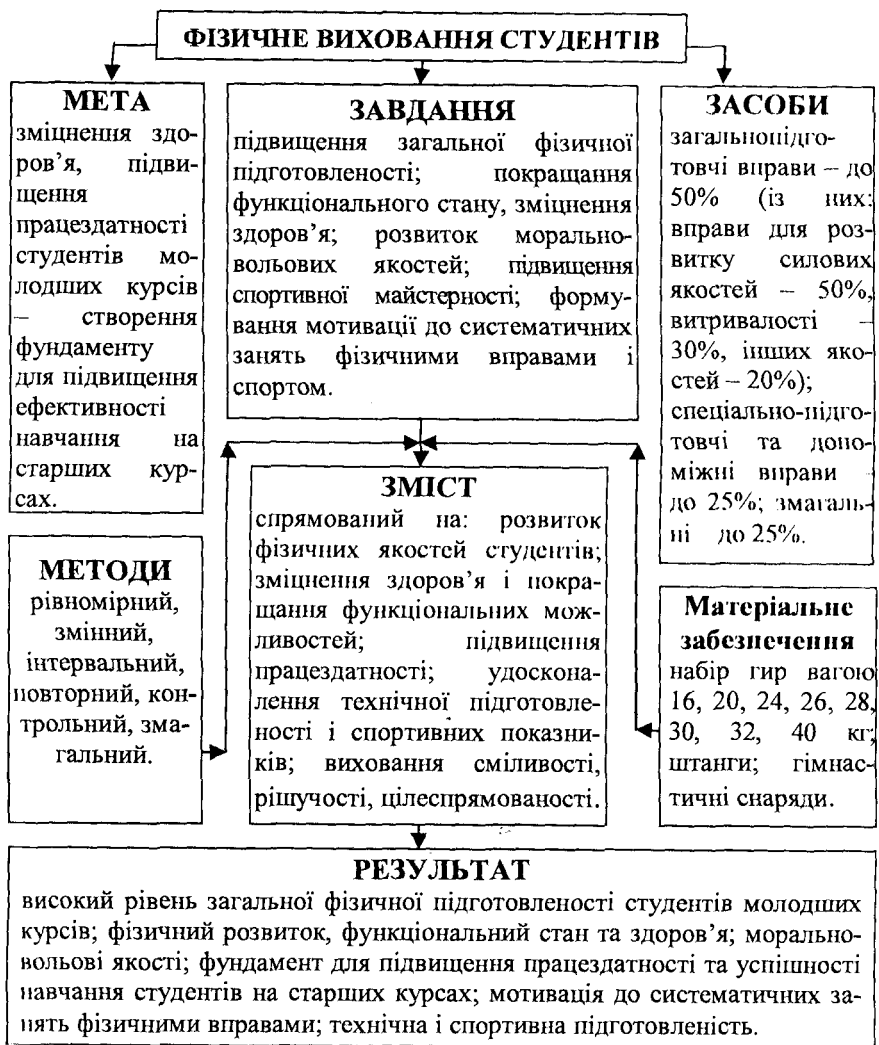 ФІЗИЧНЕ ВИХОВАННЯ СТУДЕНТІВ
МЕТА
зміцнення здо-
ров’я, підви-
щення
працездатності
студентів мо-
лодших курсів
– створення
фундаменту
для підвищення
ефективності
навчання на
старших кур-
сах.
ЗАВДАННЯ
підвищення загальної фізичної
підготовленості; покращання
функціонального стану, зміцнення
здоров’я; розвиток морально-
вольових якостей; підвищення
спортивної майстерності; форму-
вання мотивації до систематичних
занять фізичними вправами і
спортом.
ЗАСОБИ
загальнопідго-
товчі вправи – до
50% (із них:
вправи для роз-
витку силових
якостей – 50%,
витривалості –
30%, інших яко-
стей – 20%);
спеціально-підго-
товчі та допо-
міжні вправи
до 25%; змагаль-
ні до 25%.
МЕТОДИ
рівномірний,
змінний,
інтервальний,
повторний, кон-
трольний, зма-
гальний.
ЗМІСТ
спрямований на: розвиток
фізичних якостей студентів;
зміцнення здоров’я і покра-
щання функціональних мож-
ливостей; підвищення
працездатності; удоскона-
лення технічної підготовле-
ності і спортивних показни-
ків; виховання сміливості,
рішучості, цілеспрямованості.
Матеріальне
забезпечення
набір гир вагою
16, 20, 24, 26, 28,
30, 32, 40 кг;
штанги; гімнас-
тичні снаряди.
РЕЗУЛЬТАТ
високий рівень загальної фізичної підготовленості студентів молодших
курсів; фізичний розвиток, функціональний стан та здоров’я; морально-
вольові якості; фундамент для підвищення працездатності та успішності
навчання студентів на старших курсах; мотивація до систематичних за-
нять фізичними вправами; технічна і спортивна підготовленість.